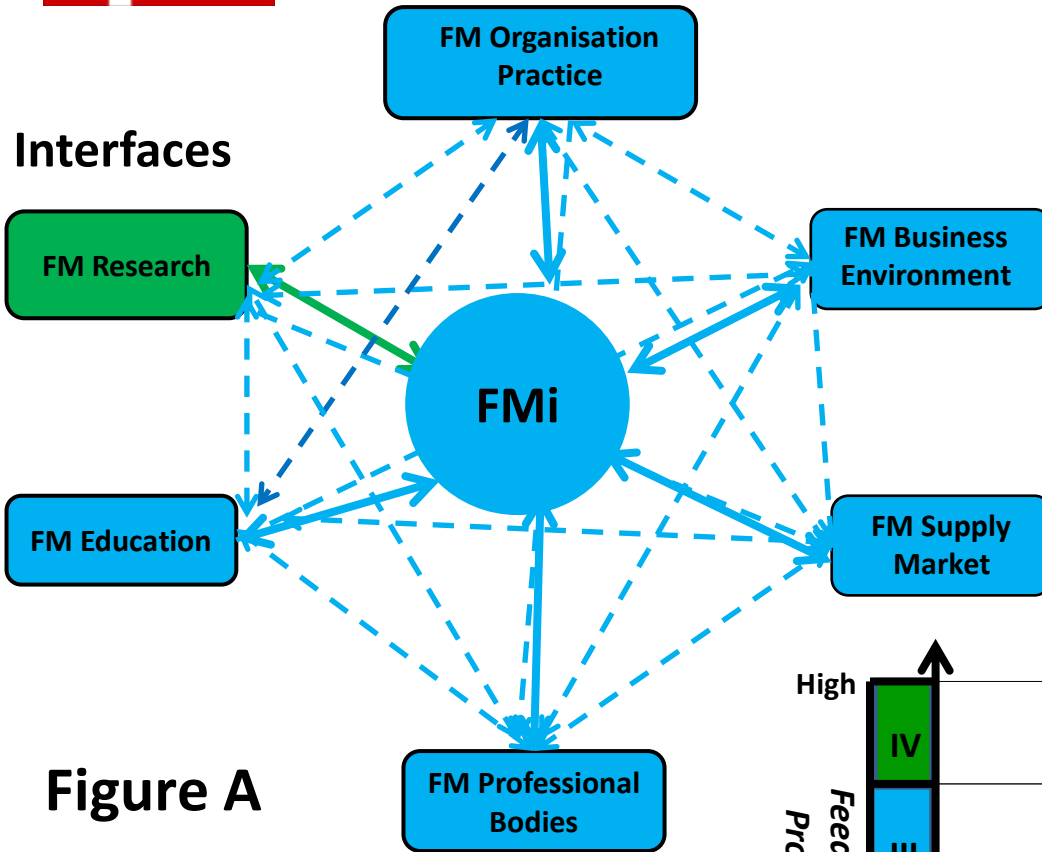 FM Organisation
Practice
Interfaces
FM Research
FM Business
Environment
FMi
FM Education
FM Supply
Market
High
IV
Figure A
FM Professional
Bodies